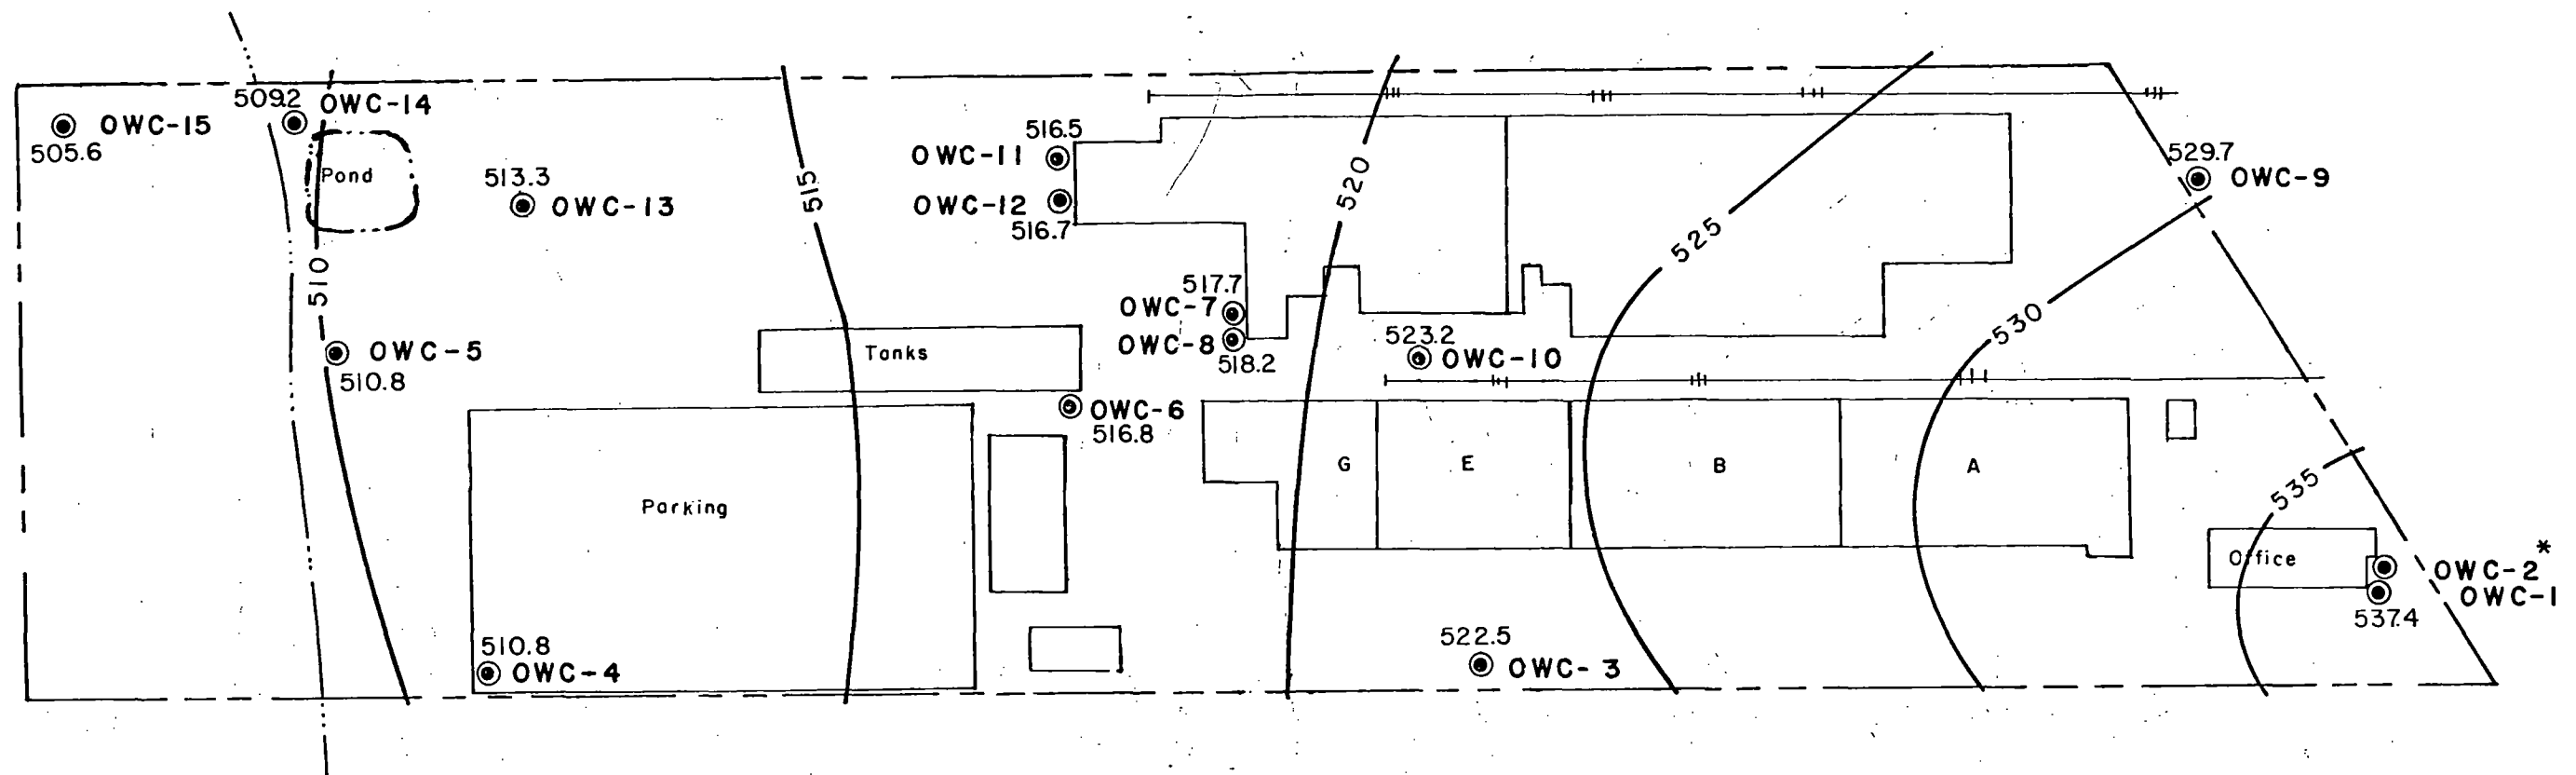 509.2 OWC-14
OWC-15
505.6
Pond
513.3
OWC-13
510
OWC-5
510.8
515
516.5
OWC-11
OWC-12
516.7
517.7
OWC-7
OWC-8
518.2
Tanks
OWC-6
516.8
Parking
510.8
OWC-4
520
523.2
OWC-10
525
529.7
OWC-9
530
G E B A
535
Office
OWC-2 *
OWC-1
537.4
522.5
OWC-3